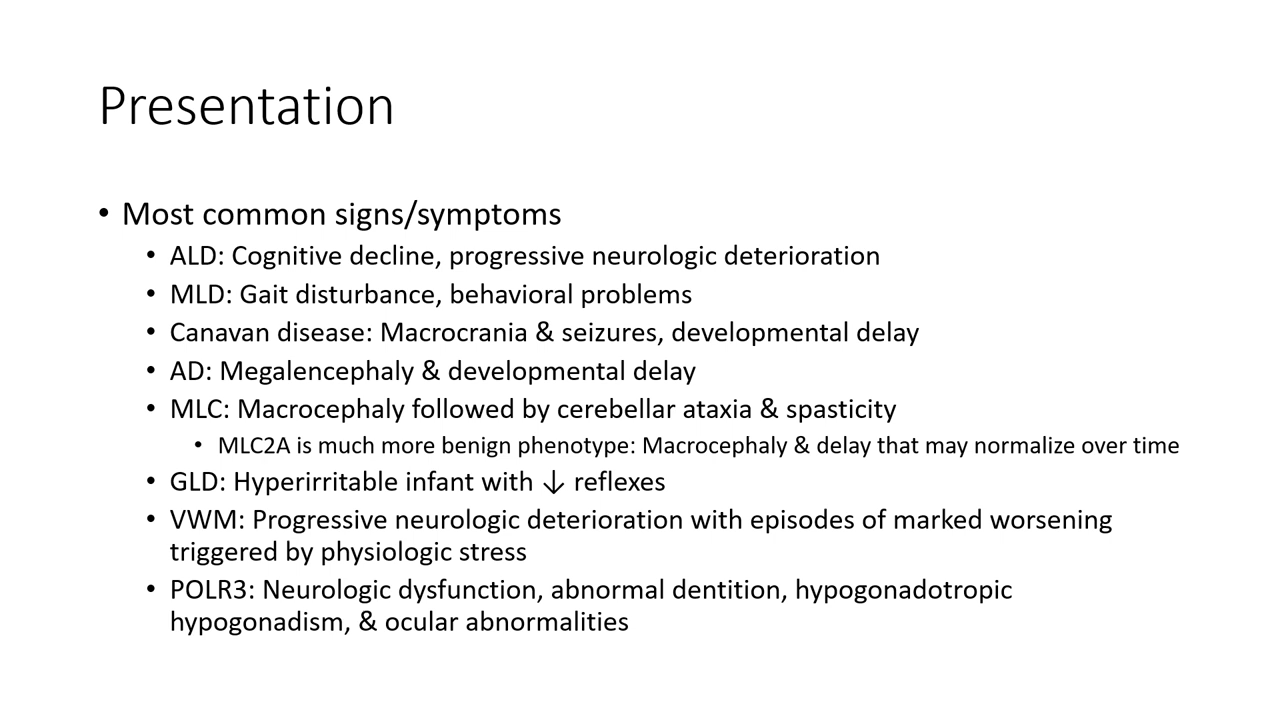 Presentation
• Most common signs/symptoms
• ALD: Cognitive decline, progressive neurologic deterioration
• MLD: Gait disturbance, behavioral problems
• Canavan disease: Macrocrania & seizures, developmental delay
• AD: Megalencephaly & developmental delay
• MLC: Macrocephaly followed by cerebellar ataxia & spasticity
• MLC2A is much more benign phenotype: Macrocephaly & delay that may normalize over time
• GLD: Hyperirritable infant with ↓ reflexes
• VWM: Progressive neurologic deterioration with episodes of marked worsening
triggered by physiologic stress
• POLR3: Neurologic dysfunction, abnormal dentition, hypogonadotropic
hypogonadism, & ocular abnormalities